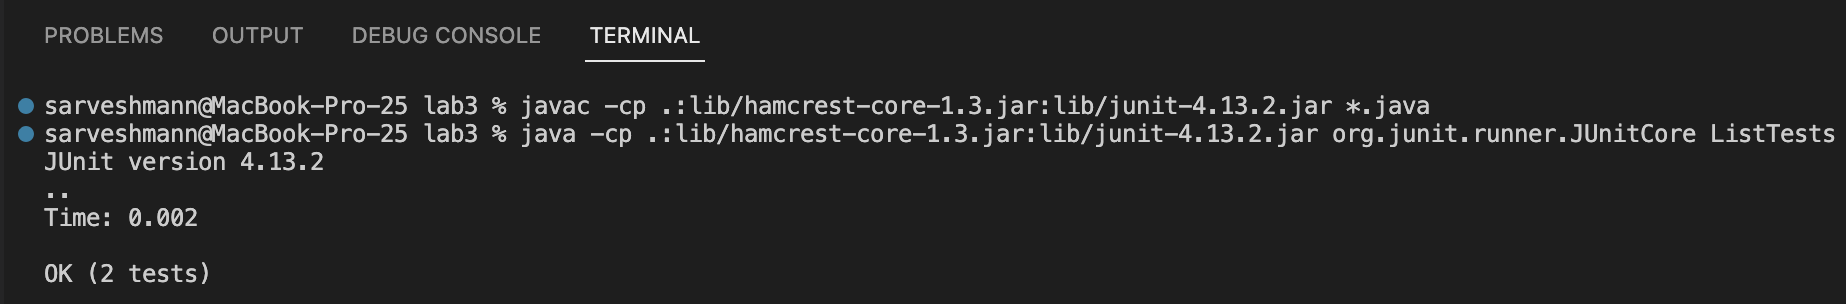 PROBLEMS OUTPUT DEBUG CONSOLE TERMINAL
sarveshmann@MacBook-Pro-25 lab3 % javac -cp .:lib/hamcrest-core-1.3.jar:lib/junit-4.13.2.jar *.java
sarveshmann@MacBook-Pro-25 lab3 % java -cp .:lib/hamcrest-core-1.3.jar:lib/junit-4.13.2.jar org.junit.runner.JUnitCore ListTests
JUnit version 4.13.2
..
Time: 0.002
OK (2 tests)